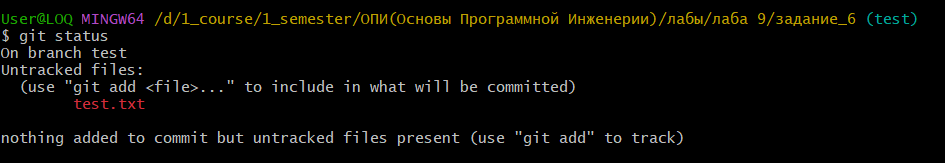 User@LOQ MINGW64 /d/1_course/1_semester/ОПИ(Основы Программной Инженерии)/лабы/лаба 9/задание_6 (test)
$ git status
On branch test
Untracked files:
  (use "git add <file>..." to include in what will be committed)
        test.txt

nothing added to commit but untracked files present (use "git add" to track)